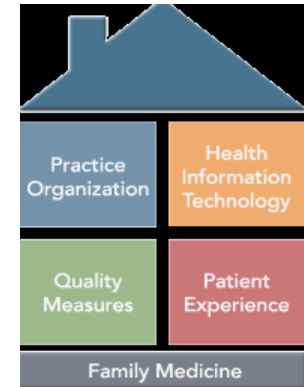 Practice
Organization
Health
Information
Technology
Quality
Measures
Patient
Experience
Family Medicine